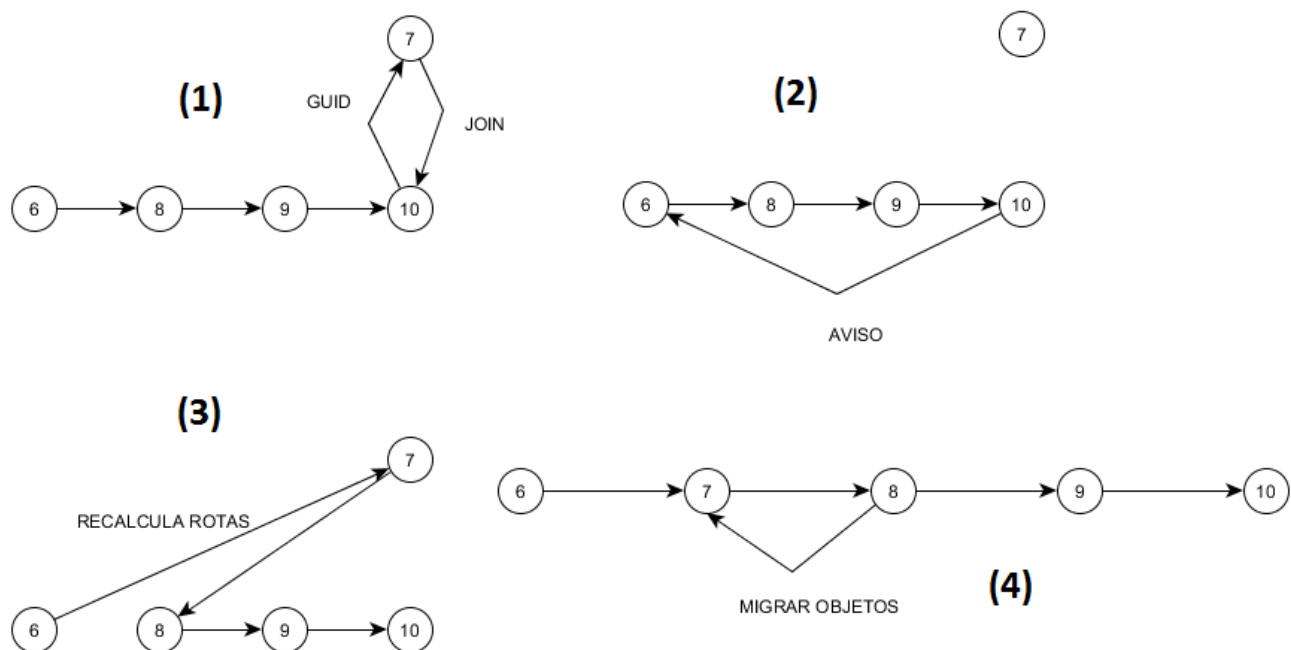 7
(1)
GUID
JOIN
6 8 9 10
7
(2)
6 8 9 10
AVISO
(3)
7
RECALCULA ROTAS
6 8 9 10
6 7 8 9 10
MIGRAR OBJETOS
(4)